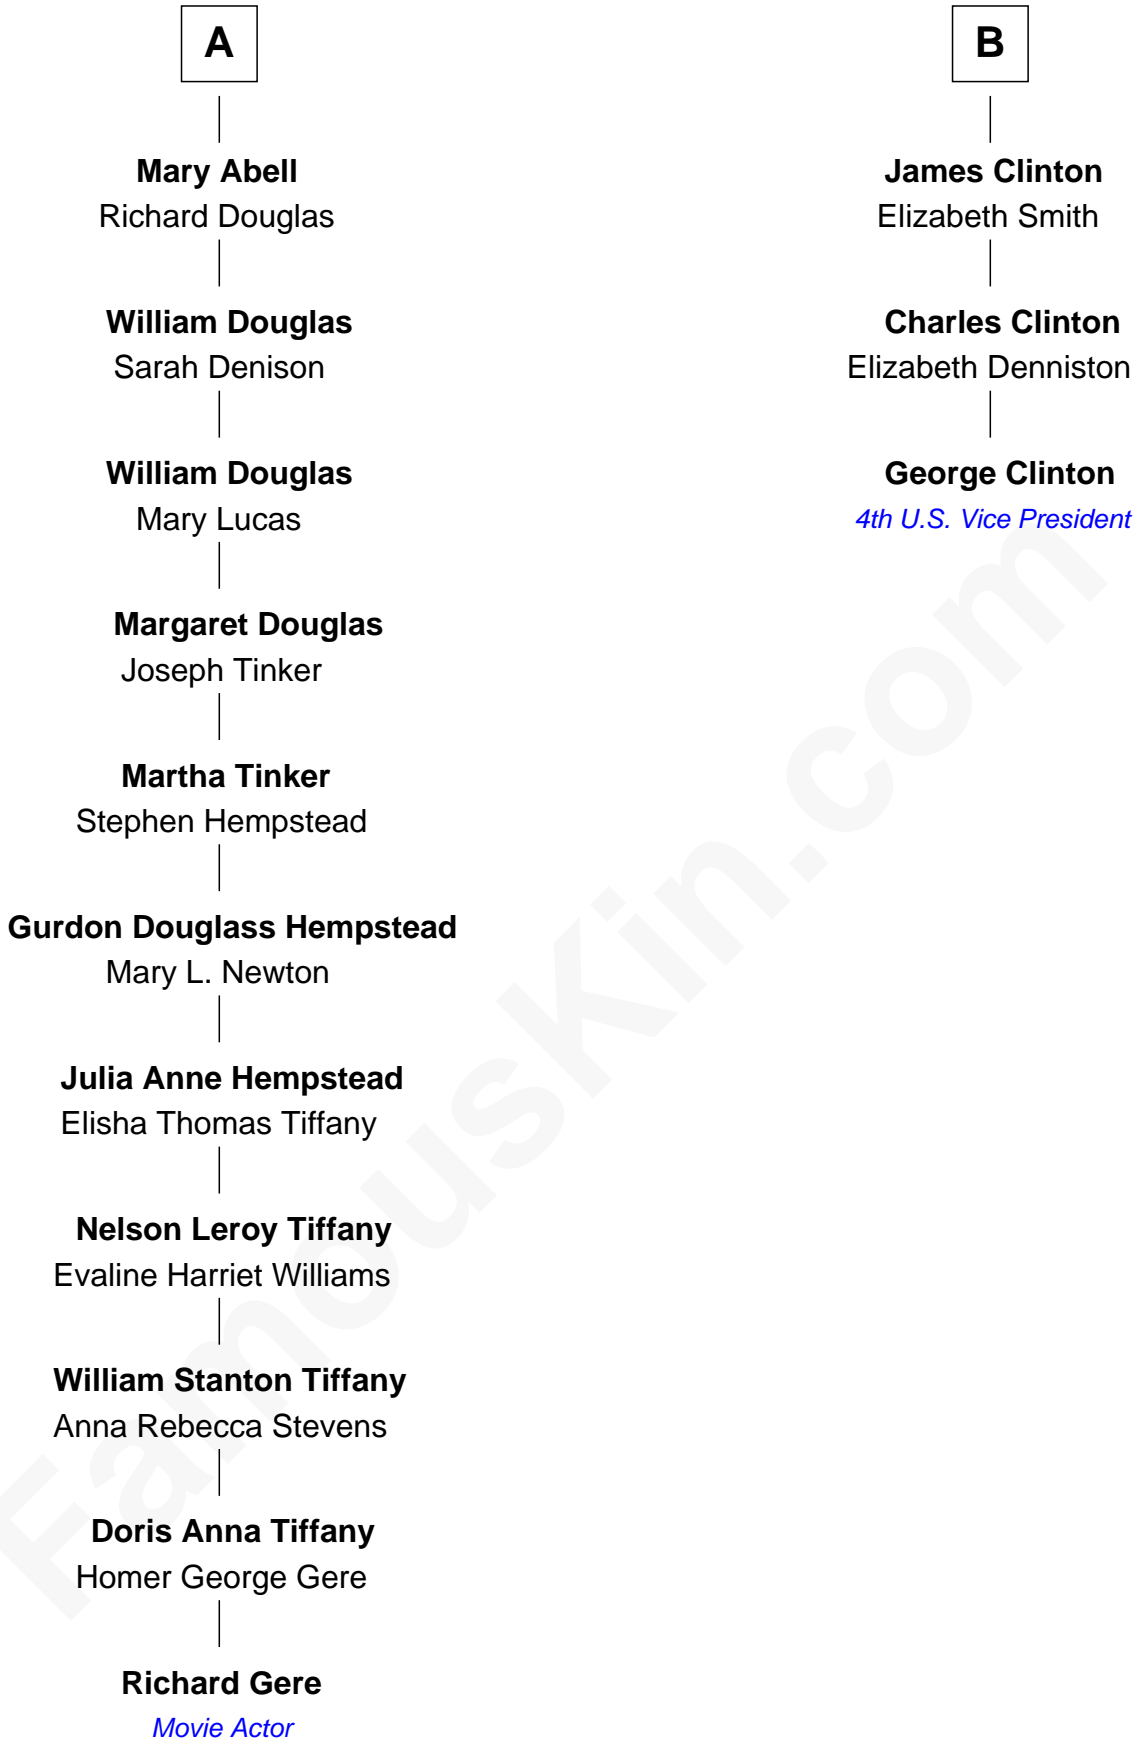 A
Mary Abell
Richard Douglas
William Douglas
Sarah Denison
William Douglas
Mary Lucas
Margaret Douglas
Joseph Tinker
Martha Tinker
Stephen Hempstead
Gurdon Douglass Hempstead
Mary L. Newton
Julia Anne Hempstead
Elisha Thomas Tiffany
Nelson Leroy Tiffany
Evaline Harriet Williams
William Stanton Tiffany
Anna Rebecca Stevens
Doris Anna Tiffany
Homer George Gere
Richard Gere
Movie Actor
B
James Clinton
Elizabeth Smith
Charles Clinton
Elizabeth Denniston
George Clinton
4th U.S. Vice President
FamousKin.com